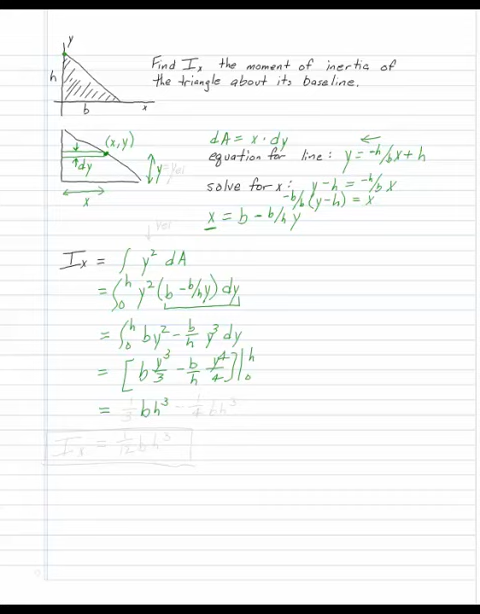 y
h
b
x
Find Ix the moment of inertia of
the triangle about its baseline.
(x,y)
dy
y
x
dA = x · dy
equation for line: y = -h/b x + h
solve for x: y-h = -h/b x
-b/h (y-h) = x
x = b - b/h y
Ix = ∫ y² dA
= ∫₀ʰ y² (b - b/h y) dy
= ∫₀ʰ by² - b/h y³ dy
= [b y³/3 - b/h y⁴/4]|₀ʰ
= 1/3 bh³ - 1/4 bh³
Ix = 1/12 bh³